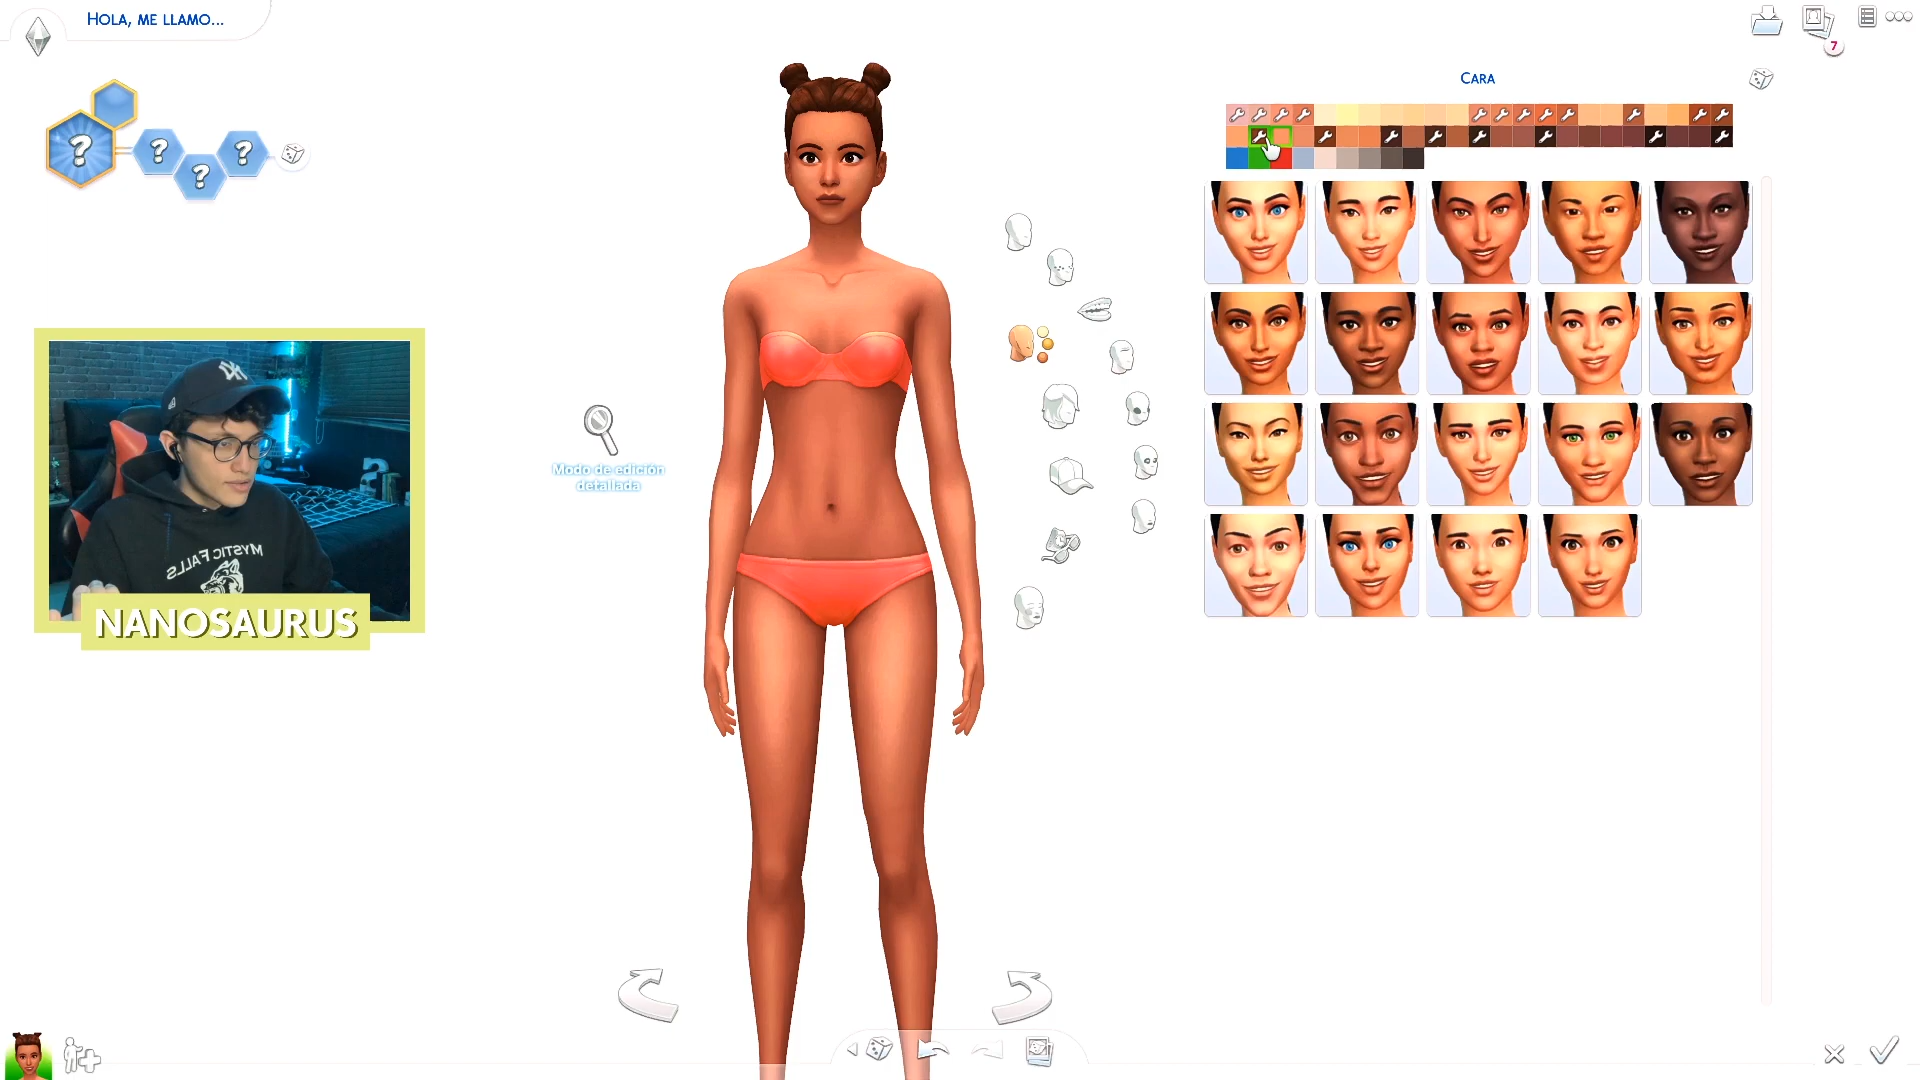 Hola, me llamo...
7
Cara
Modo de edición
detallada
MYSTIC FALLS
NANOSAURUS